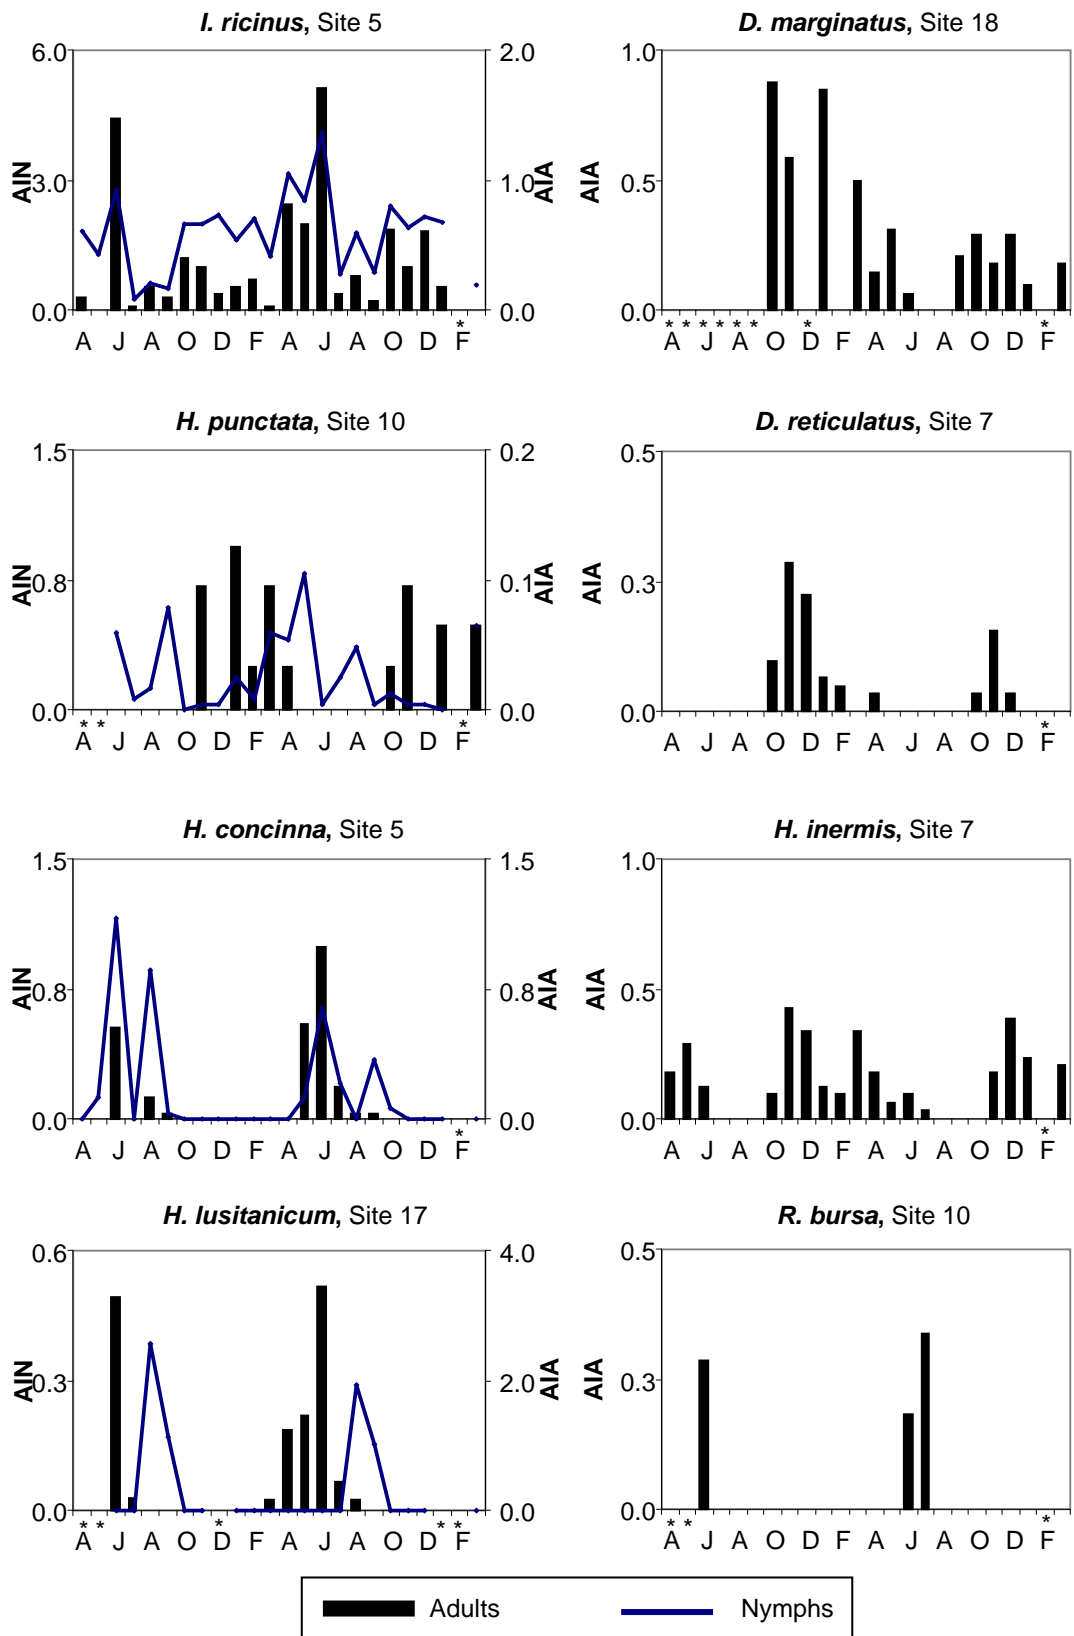 I. ricinus, Site 5
6.0
3.0
0.0
AIN
2.0
1.0
0.0
AIA
*
A J A O D F A J A O D F
D. marginatus, Site 18
1.0
0.5
0.0
AIA
* * * * * * * *
A J A O D F A J A O D F
H. punctata, Site 10
1.5
0.8
0.0
AIN
0.2
0.1
0.0
AIA
* * *
A J A O D F A J A O D F
D. reticulatus, Site 7
0.5
0.3
0.0
AIA
*
A J A O D F A J A O D F
H. concinna, Site 5
1.5
0.8
0.0
AIN
1.5
0.8
0.0
AIA
*
A J A O D F A J A O D F
H. inermis, Site 7
1.0
0.5
0.0
AIA
*
A J A O D F A J A O D F
H. lusitanicum, Site 17
0.6
0.3
0.0
AIN
4.0
2.0
0.0
AIA
* * * * *
A J A O D F A J A O D F
R. bursa, Site 10
0.5
0.3
0.0
AIA
* * *
A J A O D F A J A O D F
Adults Nymphs